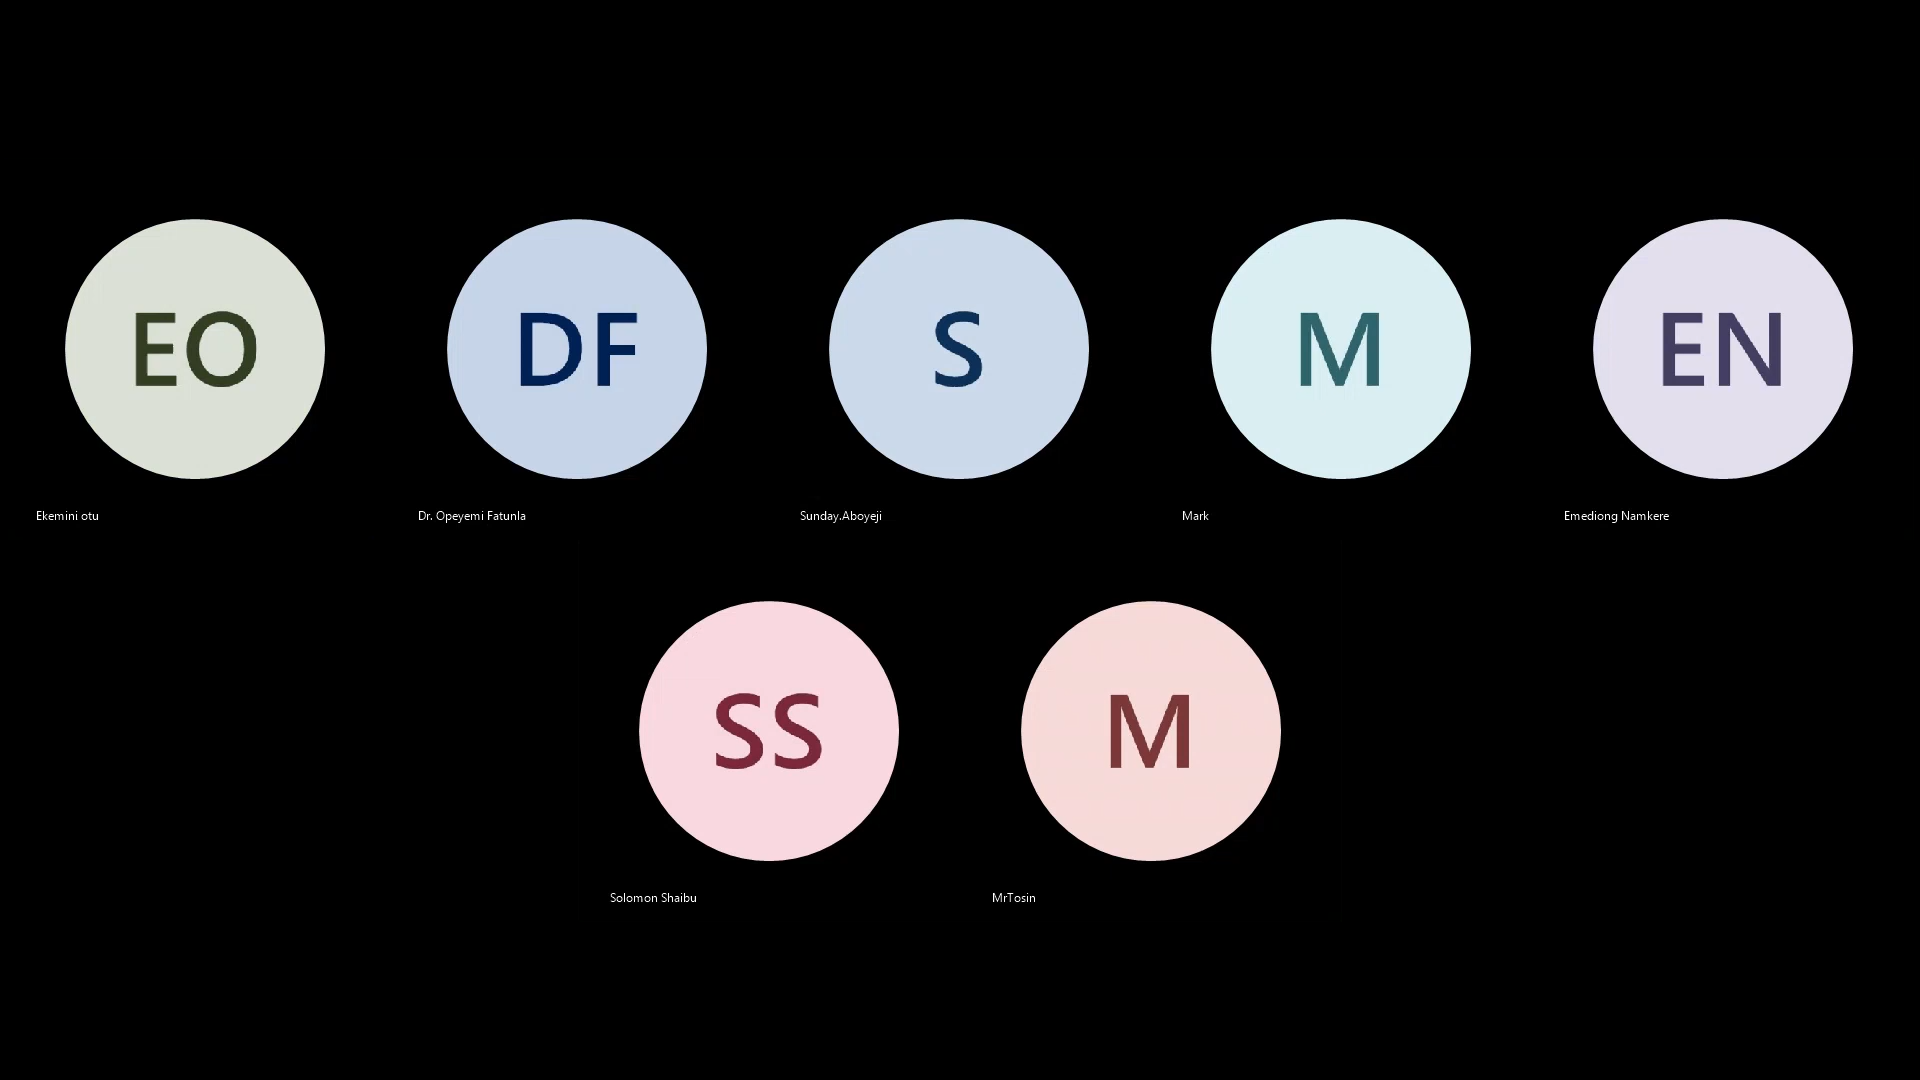 EO
DF
S
M
EN
Ekemini otu
Dr. Opeyemi Fatunla
Sunday.Aboyeji
Mark
Emediong Namkere
SS
M
Solomon Shaibu
MrTosin